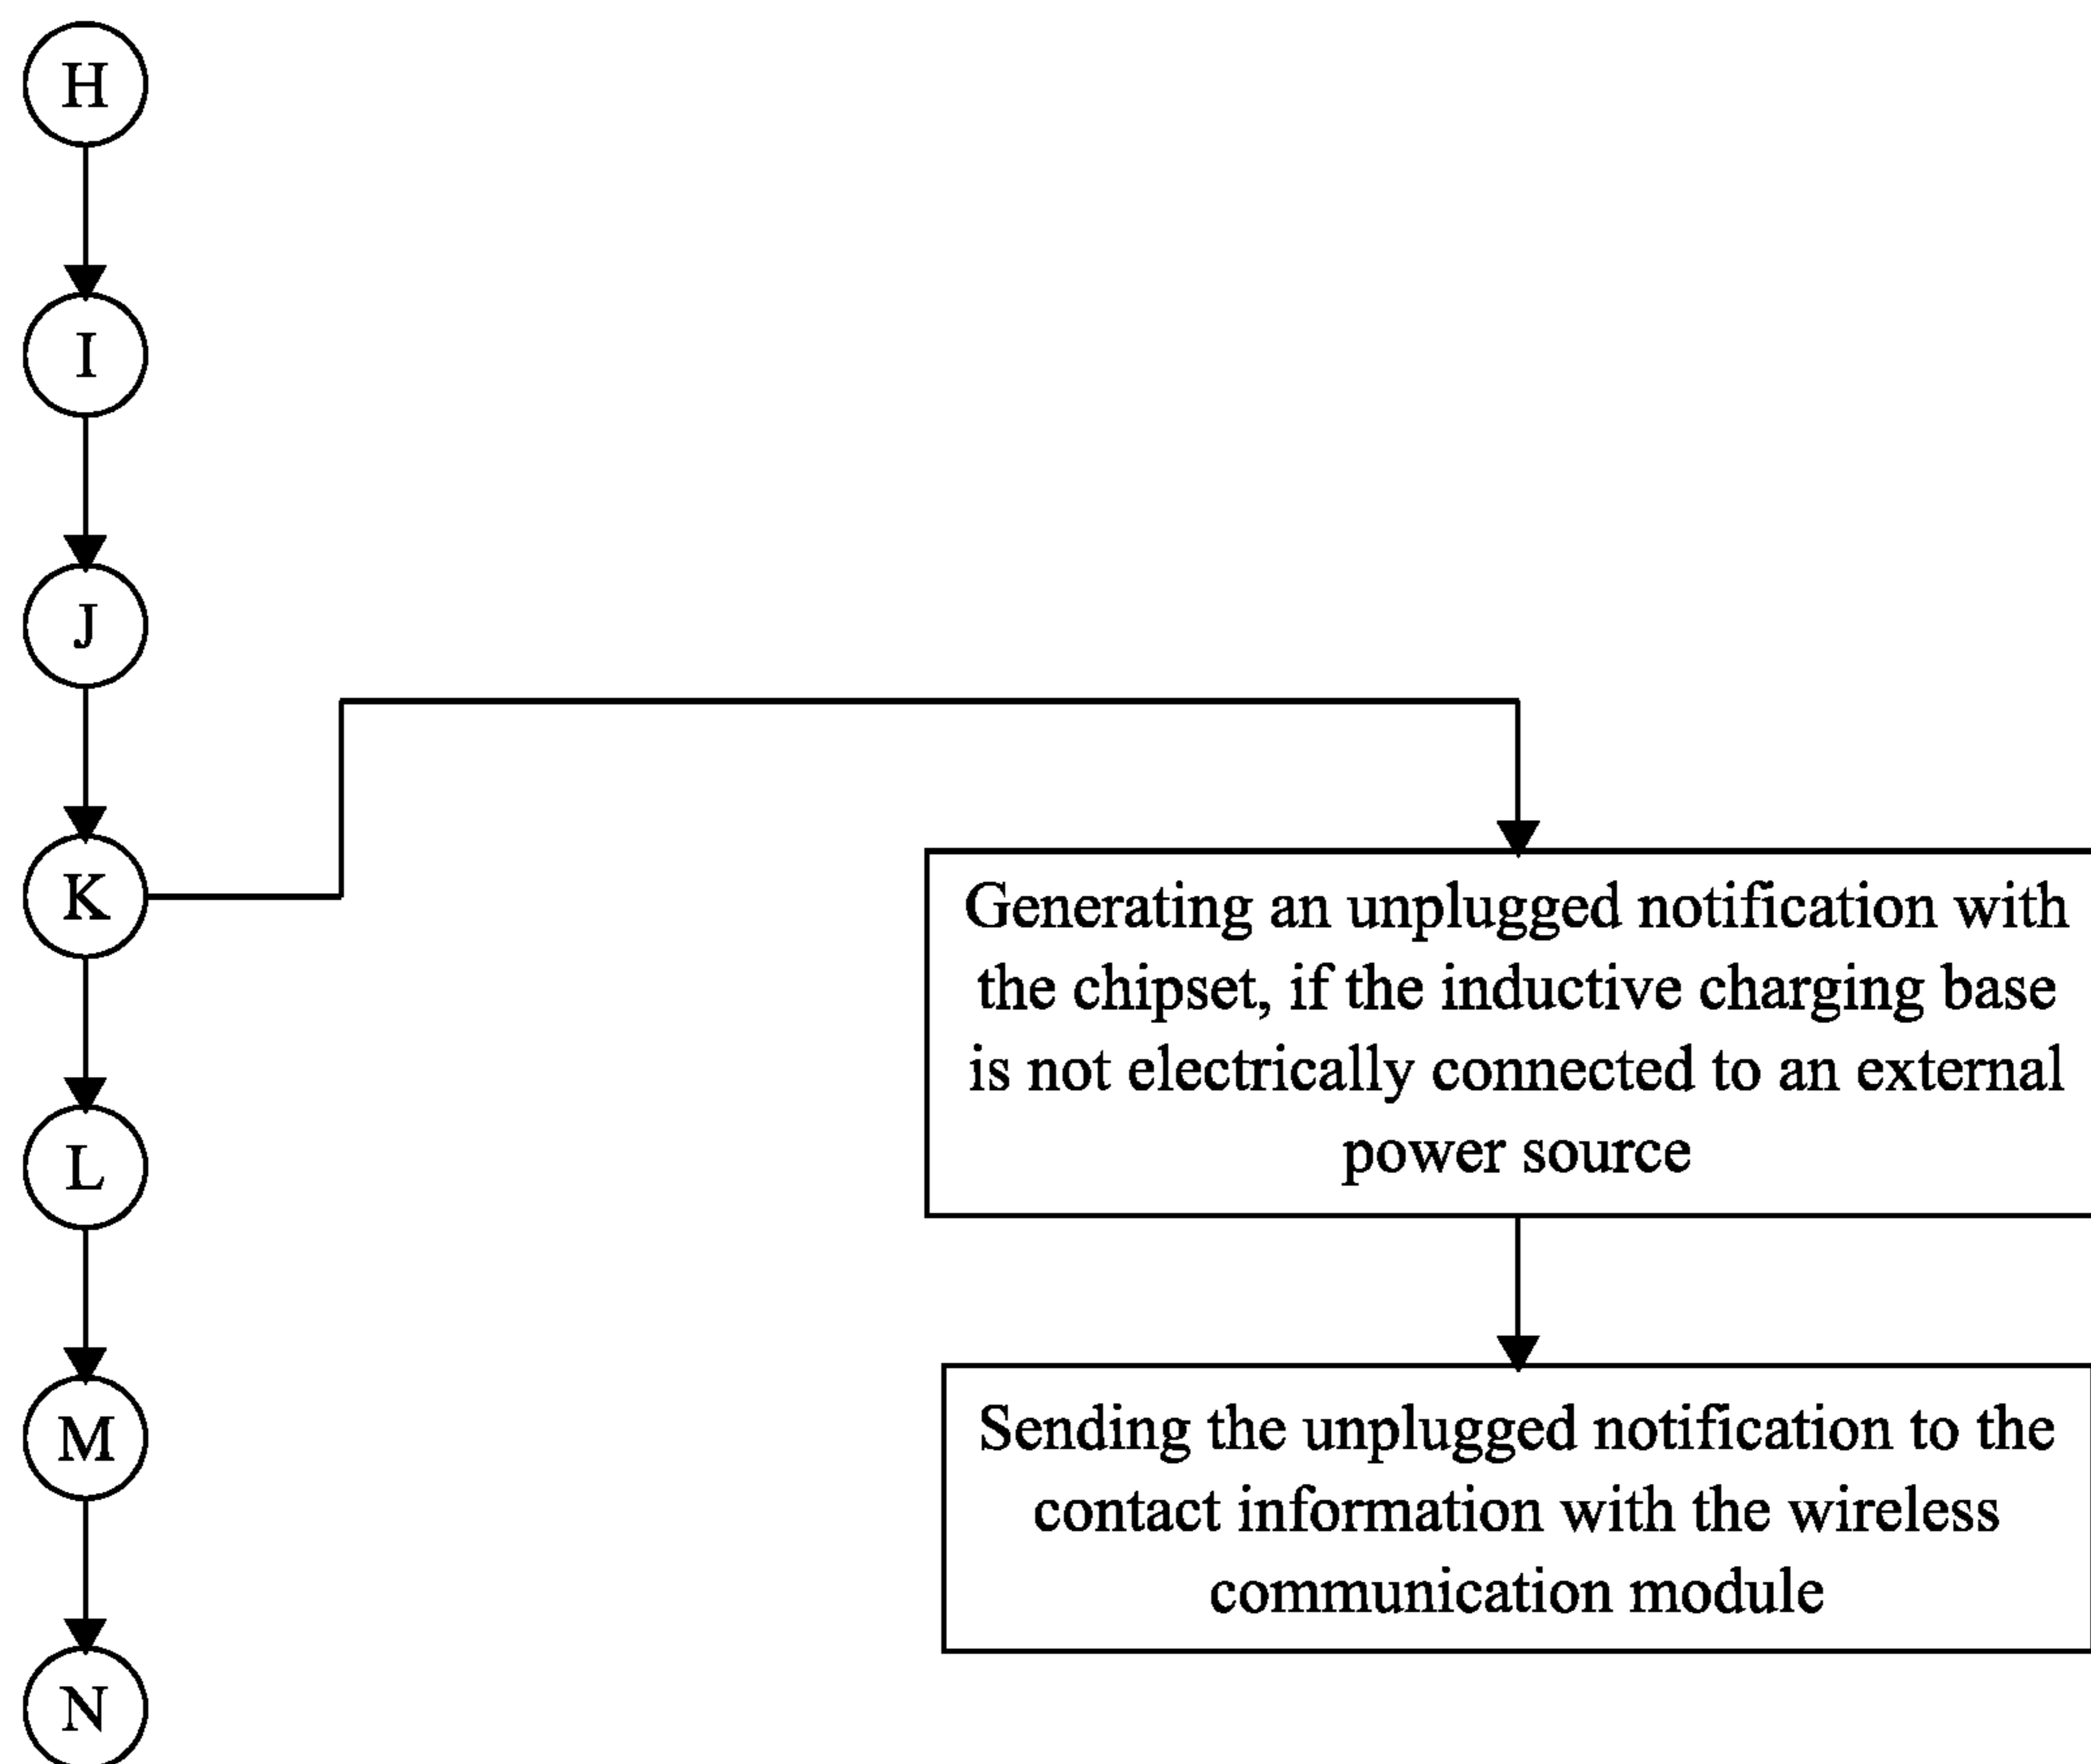 H
I
J
K
L
M
N
Generating an unplugged notification with
the chipset, if the inductive charging base
is not electrically connected to an external
power source
Sending the unplugged notification to the
contact information with the wireless
communication module